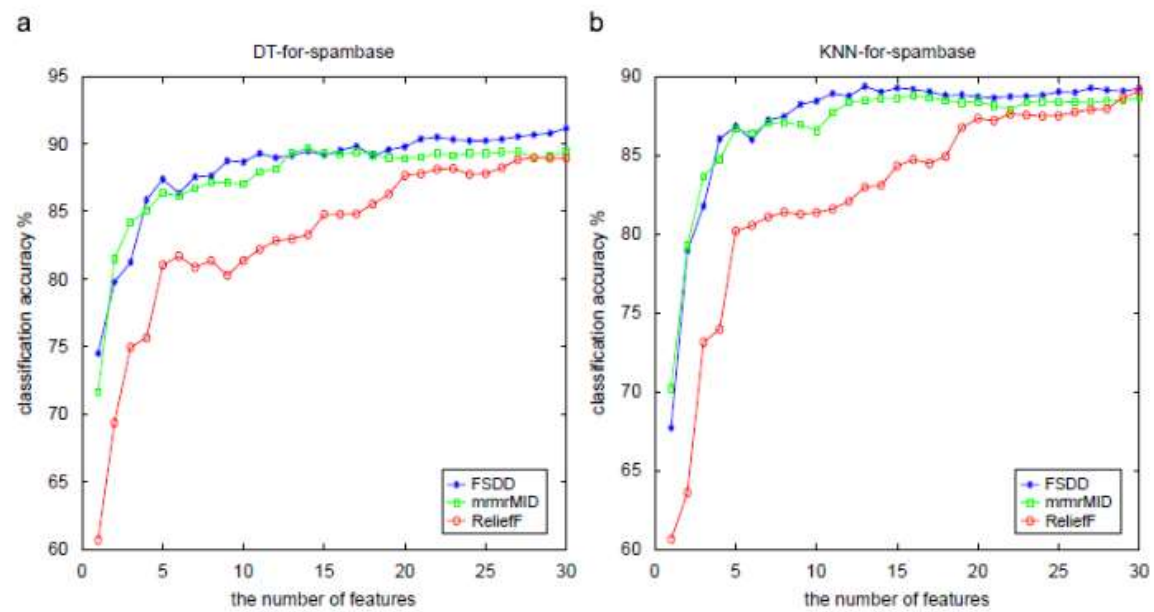 a
DT-for-spambase
95
90
85
80
75
70
65
60
0
5
10
15
20
25
30
classification accuracy %
the number of features
FSDD
mrmrMID
ReliefF
b
KNN-for-spambase
90
85
80
75
70
65
60
0
5
10
15
20
25
30
classification accuracy %
the number of features
FSDD
mrmrMID
ReliefF